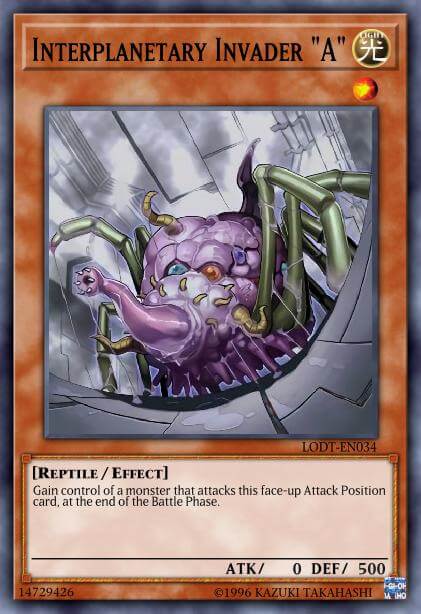 INTERPLANETARY INVADER "A"
LIGHT
光
LODT-EN034
[REPTILE / EFFECT]
Gain control of a monster that attacks this face-up Attack Position
card, at the end of the Battle Phase.
ATK/ 0 DEF/ 500
14729426
©1996 KAZUKI TAKAHASHI